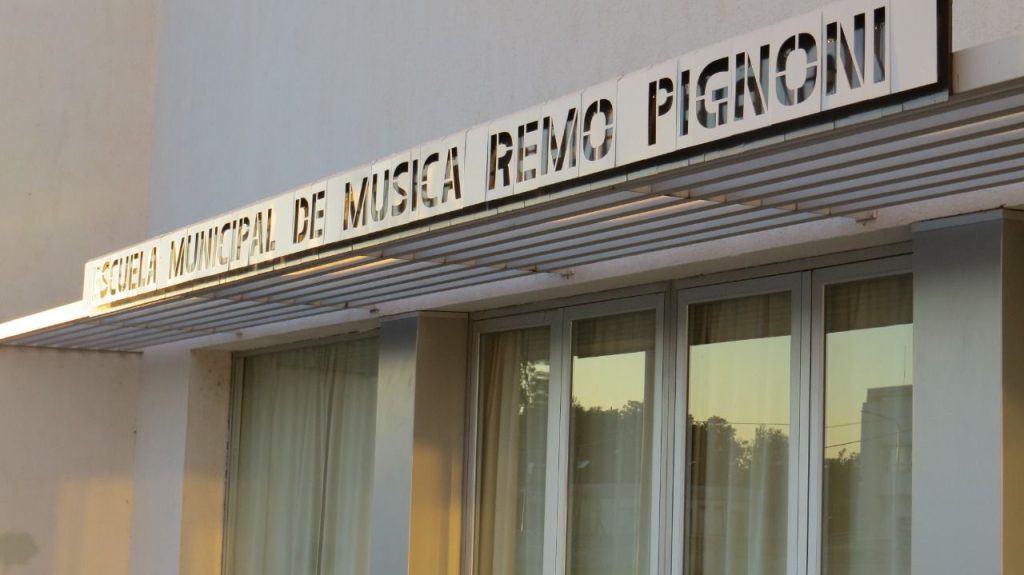 ESCUELA MUNICIPAL DE MUSICA REMO PIGNONI